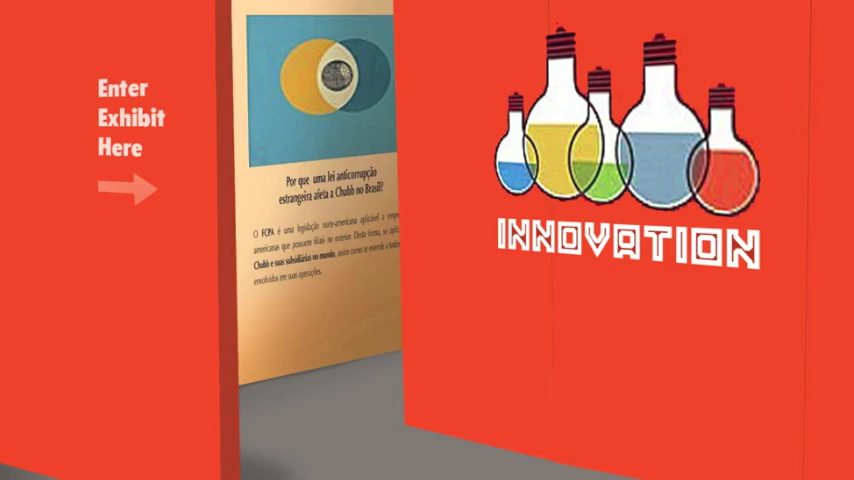 Enter
Exhibit
Here
Por que uma lei anticorrupção
estrangeira afeta a Chubb no Brasil?
O FCPA é uma legislação norte-americana aplicável a
americanas que possuem filiais no exterior. Desta forma, se
Chubb e suas subsidiárias no mundo, assim como se estende a
envolvidos em suas operações.
INNOVATION